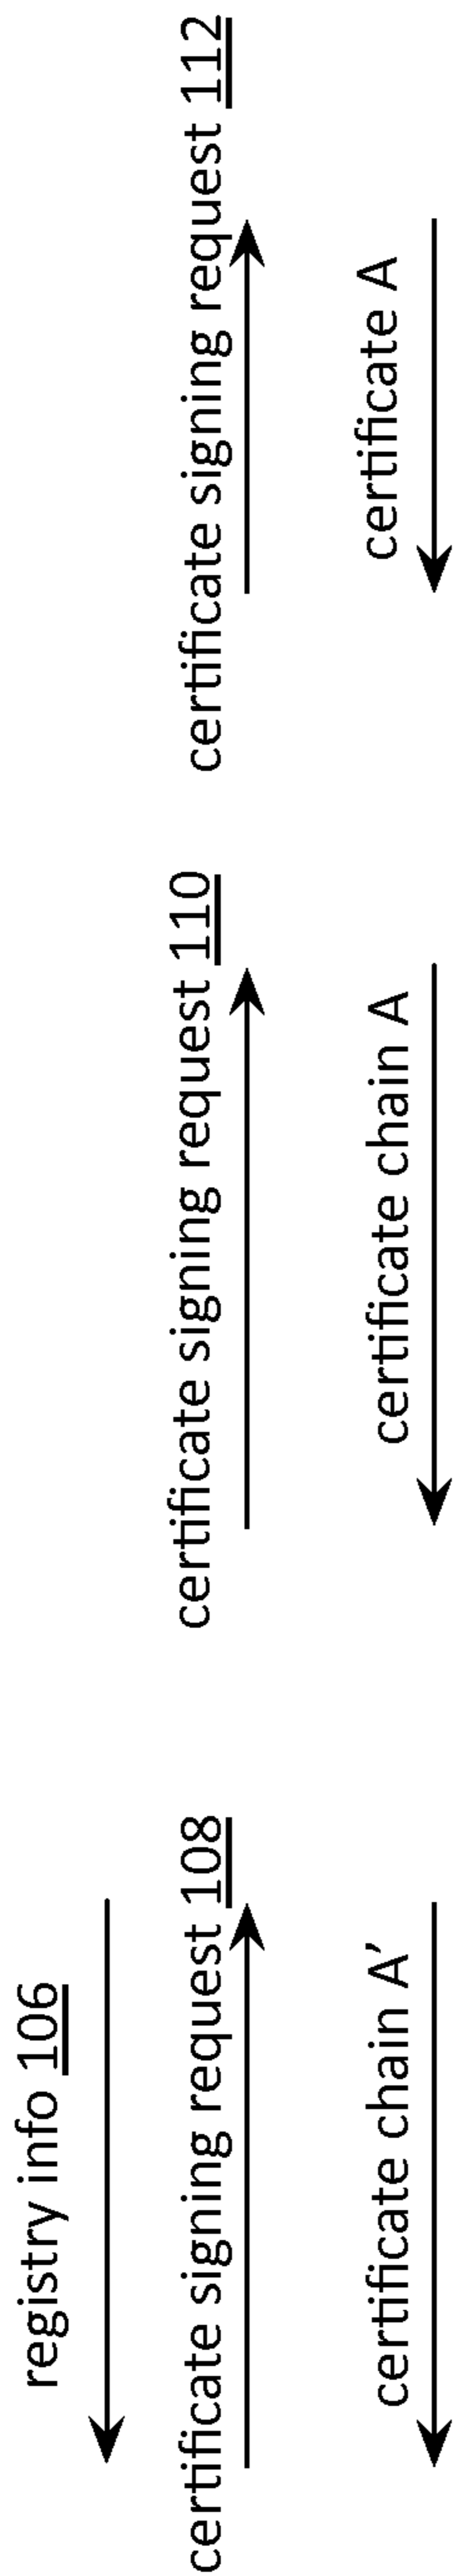 registry info 106
certificate signing request 108
certificate signing request 110
certificate signing request 112
certificate chain A'
certificate chain A
certificate A